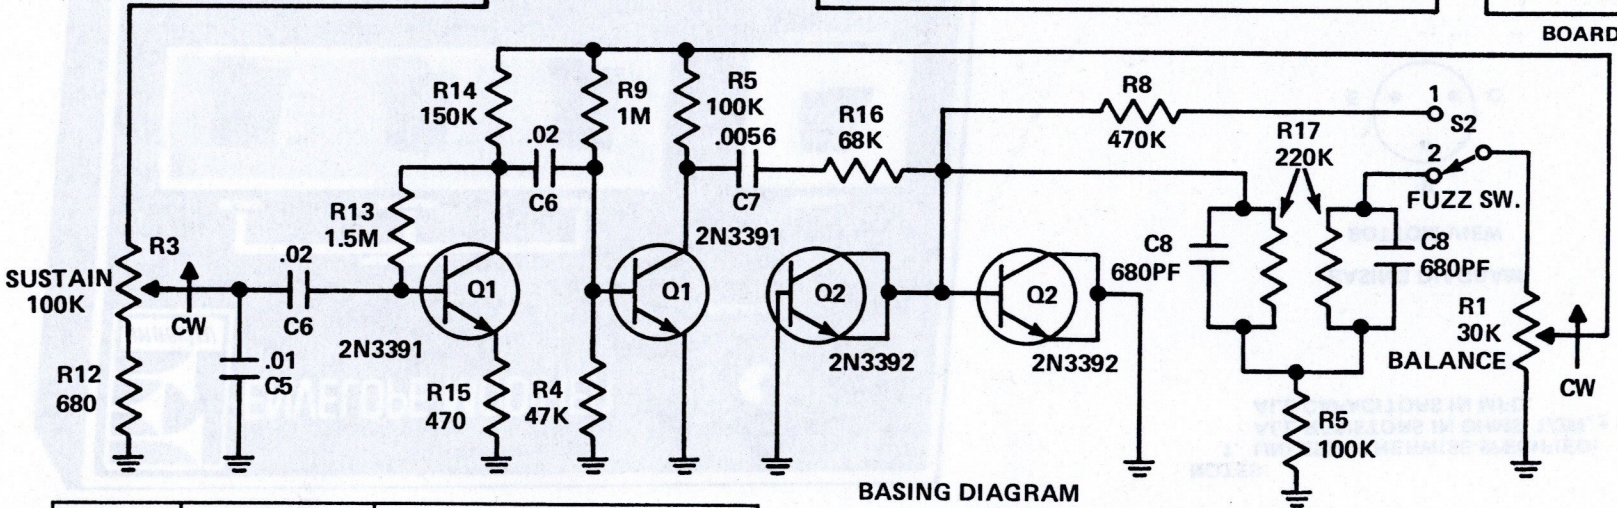 BOARD
R14
150K
R9
1M
R5
100K
.02
C6
.0056
C7
R16
68K
R8
470K
1
S2
2
FUZZ SW.
R17
220K
R13
1.5M
2N3391
R3
SUSTAIN
100K
CW
.02
C6
Q1
Q1
Q2
Q2
C8
680PF
C8
680PF
R1
30K
BALANCE
CW
2N3391
2N3392
2N3392
R12
680
.01
C5
R15
470
R4
47K
R5
100K
BASING DIAGRAM